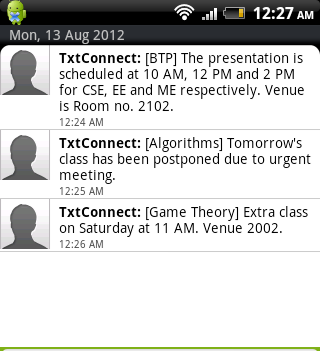 12:27 AM
Mon, 13 Aug 2012
TxtConnect: [BTP] The presentation is
scheduled at 10 AM, 12 PM and 2 PM
for CSE, EE and ME respectively. Venue
is Room no. 2102.
12:24 AM
TxtConnect: [Algorithms] Tomorrow's
class has been postponed due to urgent
meeting.
12:25 AM
TxtConnect: [Game Theory] Extra class
on Saturday at 11 AM. Venue 2002.
12:26 AM